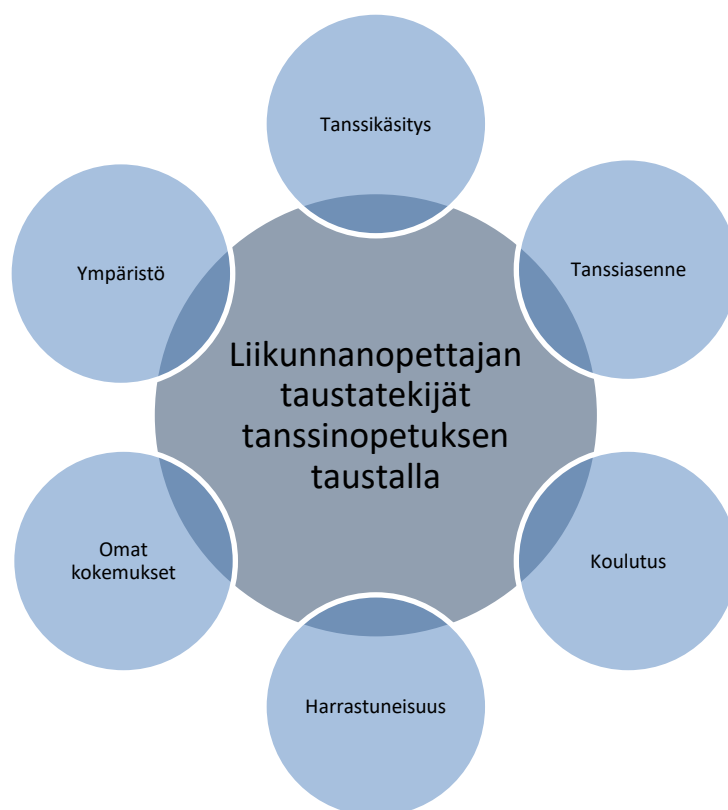 Tanssikäsitys
Tanssiasenne
Ympäristö
Liikunnanopettajan
taustatekijät
tanssinopetuksen
taustalla
Omat
kokemukset
Koulutus
Harrastuneisuus